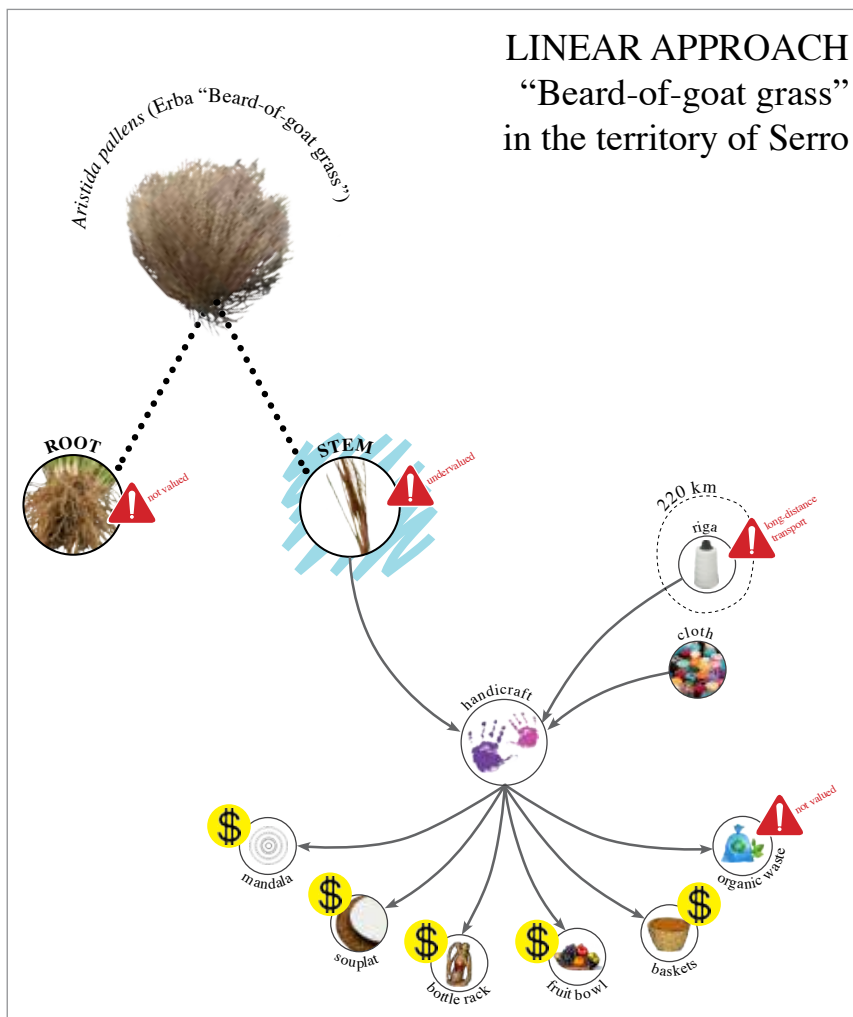 LINEAR APPROACH
“Beard-of-goat grass”
in the territory of Serro
Aristida pallens (Erba “Beard-of-goat grass”)
ROOT
not valued
STEM
undervalued
220 km
riga
long-distance
transport
cloth
handicraft
$
mandala
$
souplat
$
bottle rack
$
fruit bowl
$
baskets
not valued
organic waste